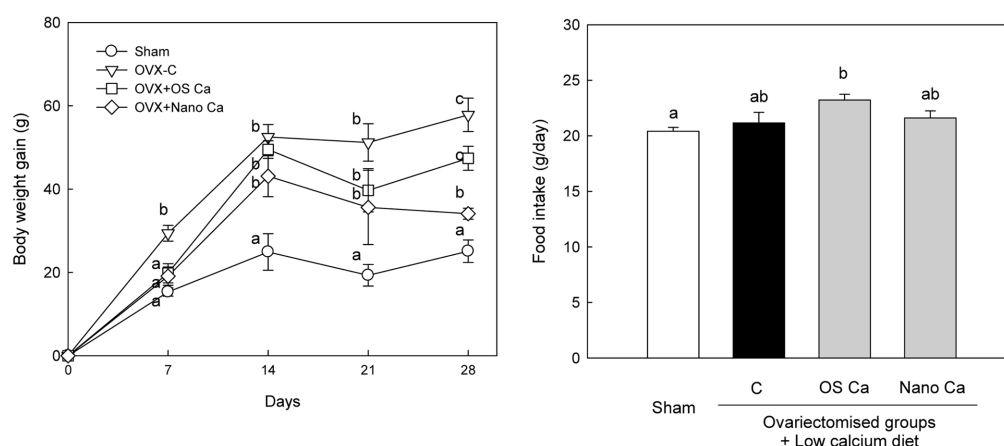 80
60
40
20
0
Body weight gain (g)
Sham
OVX-C
OVX+OS Ca
OVX+Nano Ca
b
a
a
a
b
b
b
a
b
b
b
a
c
c
b
a
0
7
14
21
28
Days
30
25
20
15
10
5
0
Food intake (g/day)
a
ab
b
ab
Sham
C
OS Ca
Nano Ca
Ovariectomised groups
+ Low calcium diet